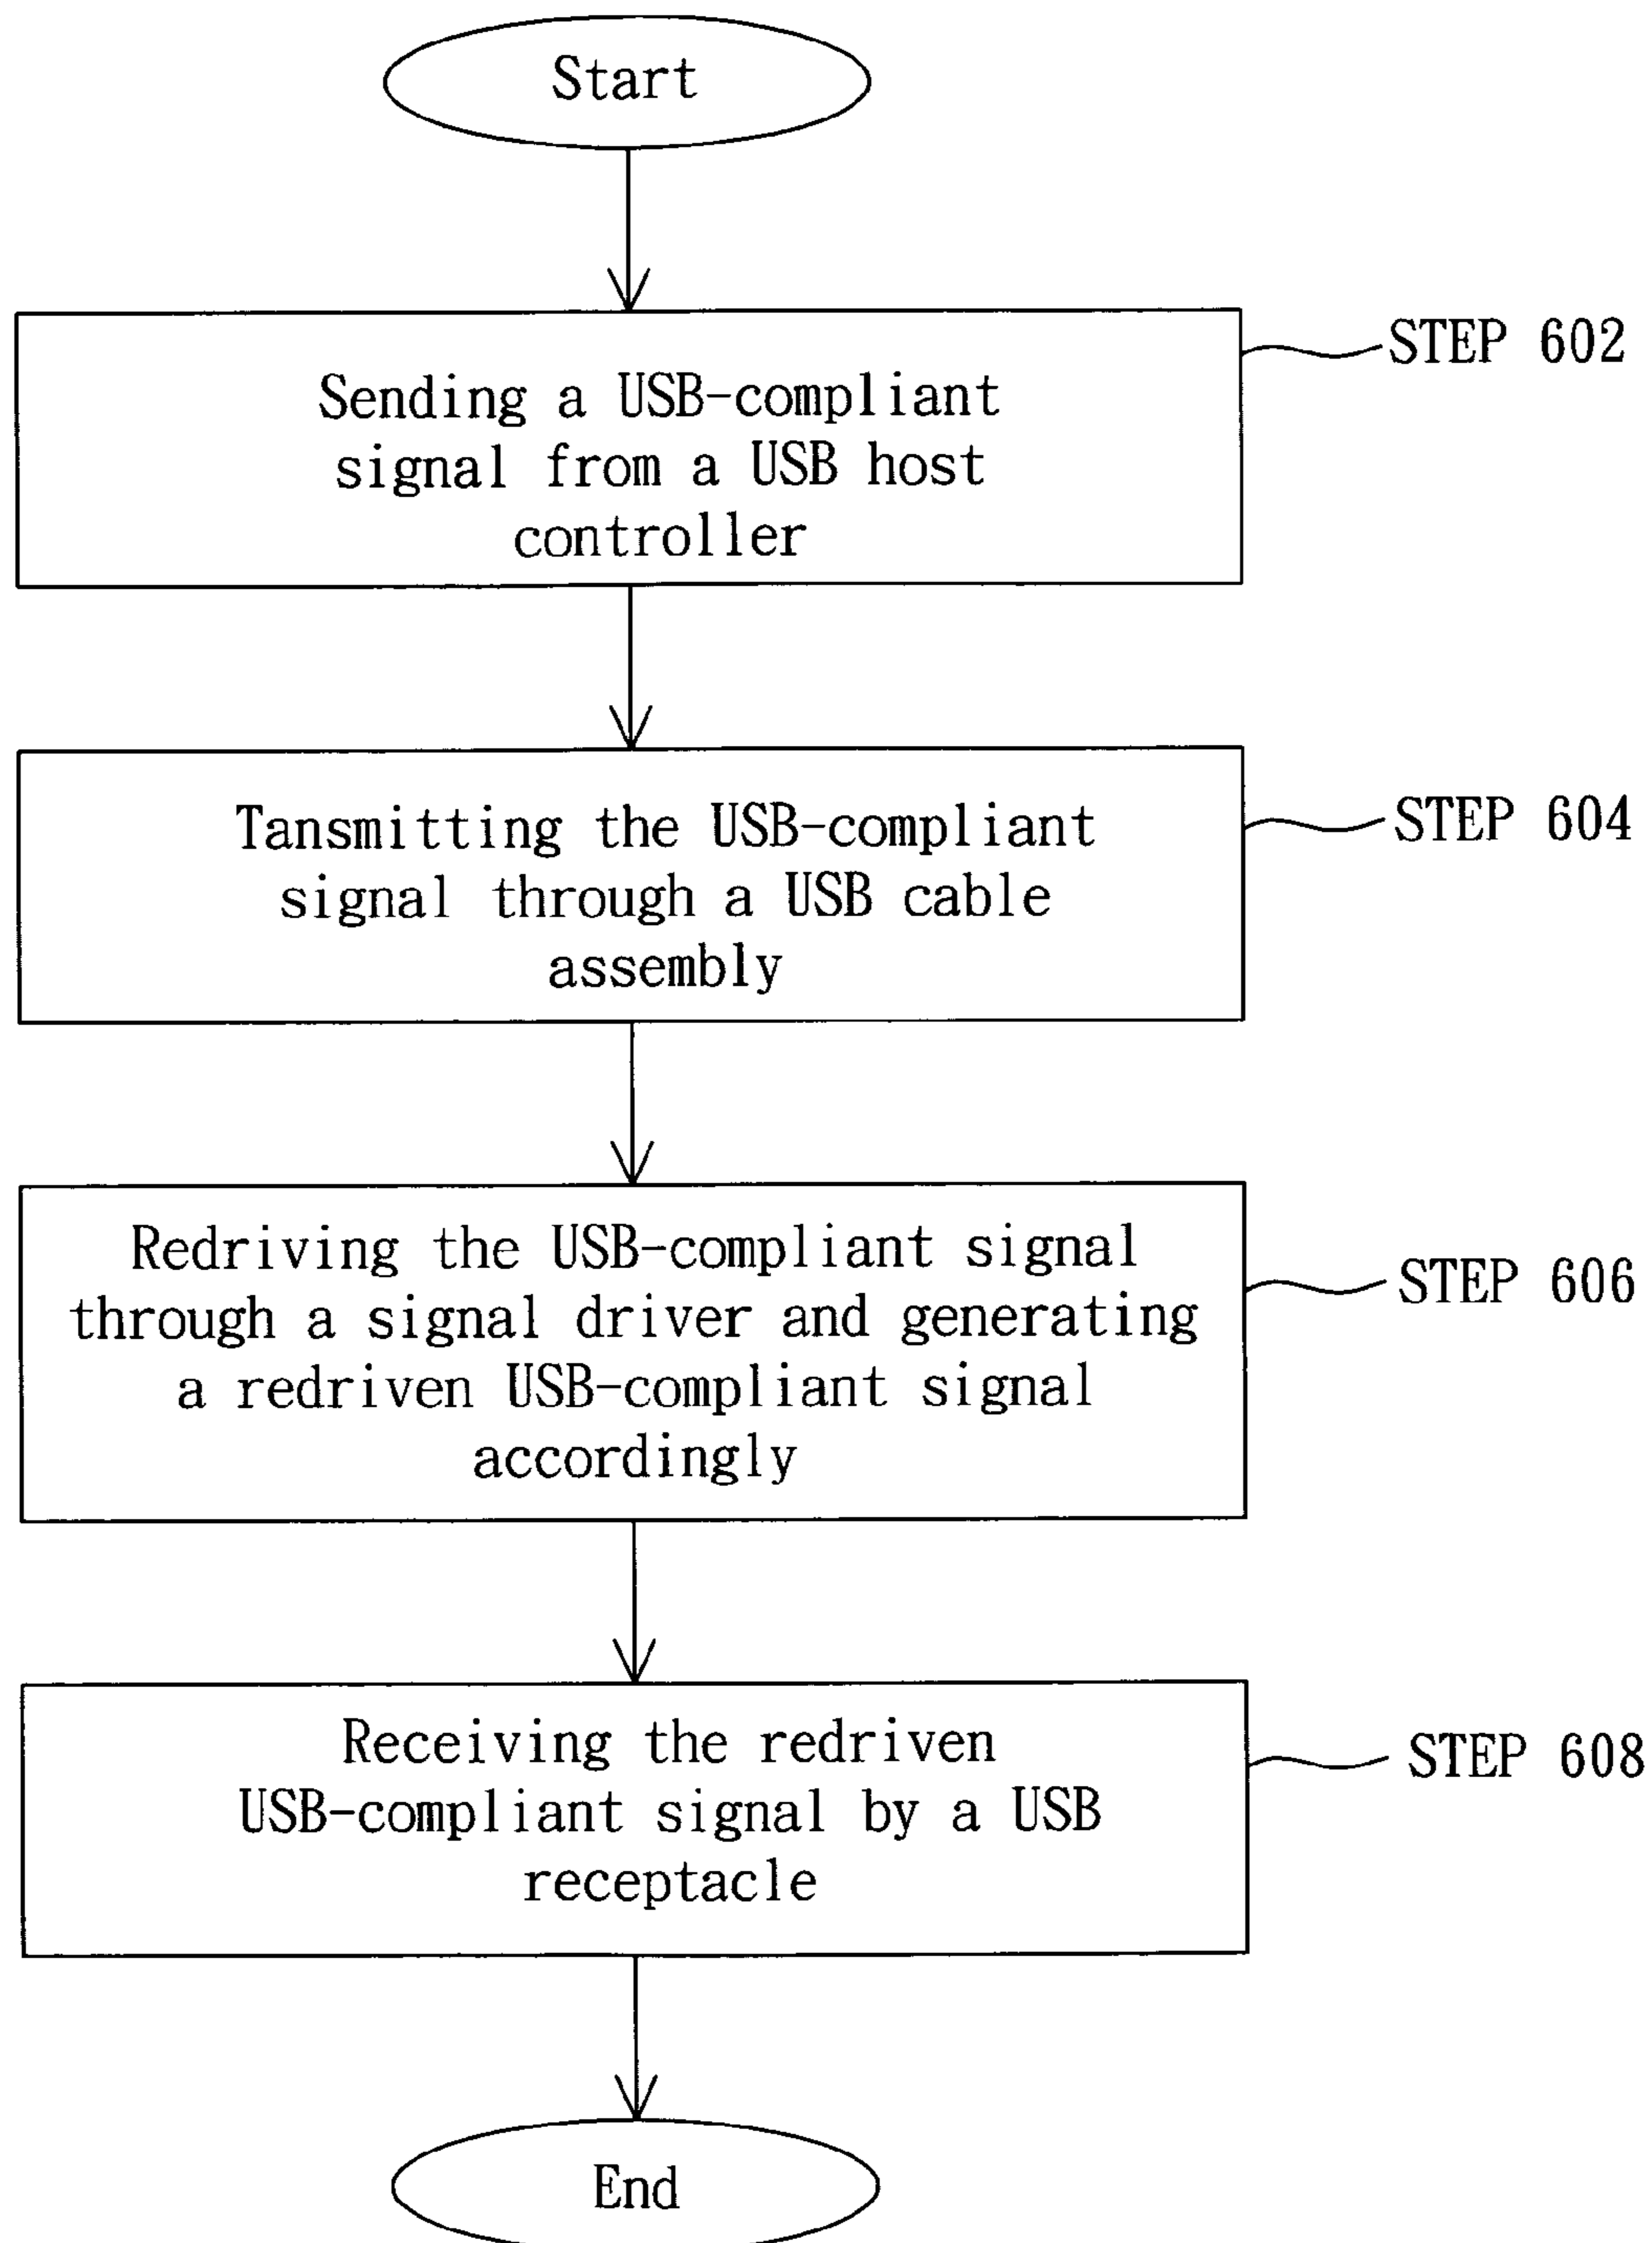 Start
STEP 602
Sending a USB-compliant
signal from a USB host
controller
STEP 604
Tansmitting the USB-compliant
signal through a USB cable
assembly
STEP 606
Redriving the USB-compliant signal
through a signal driver and generating
a redriven USB-compliant signal
accordingly
STEP 608
Receiving the redriven
USB-compliant signal by a USB
receptacle
End